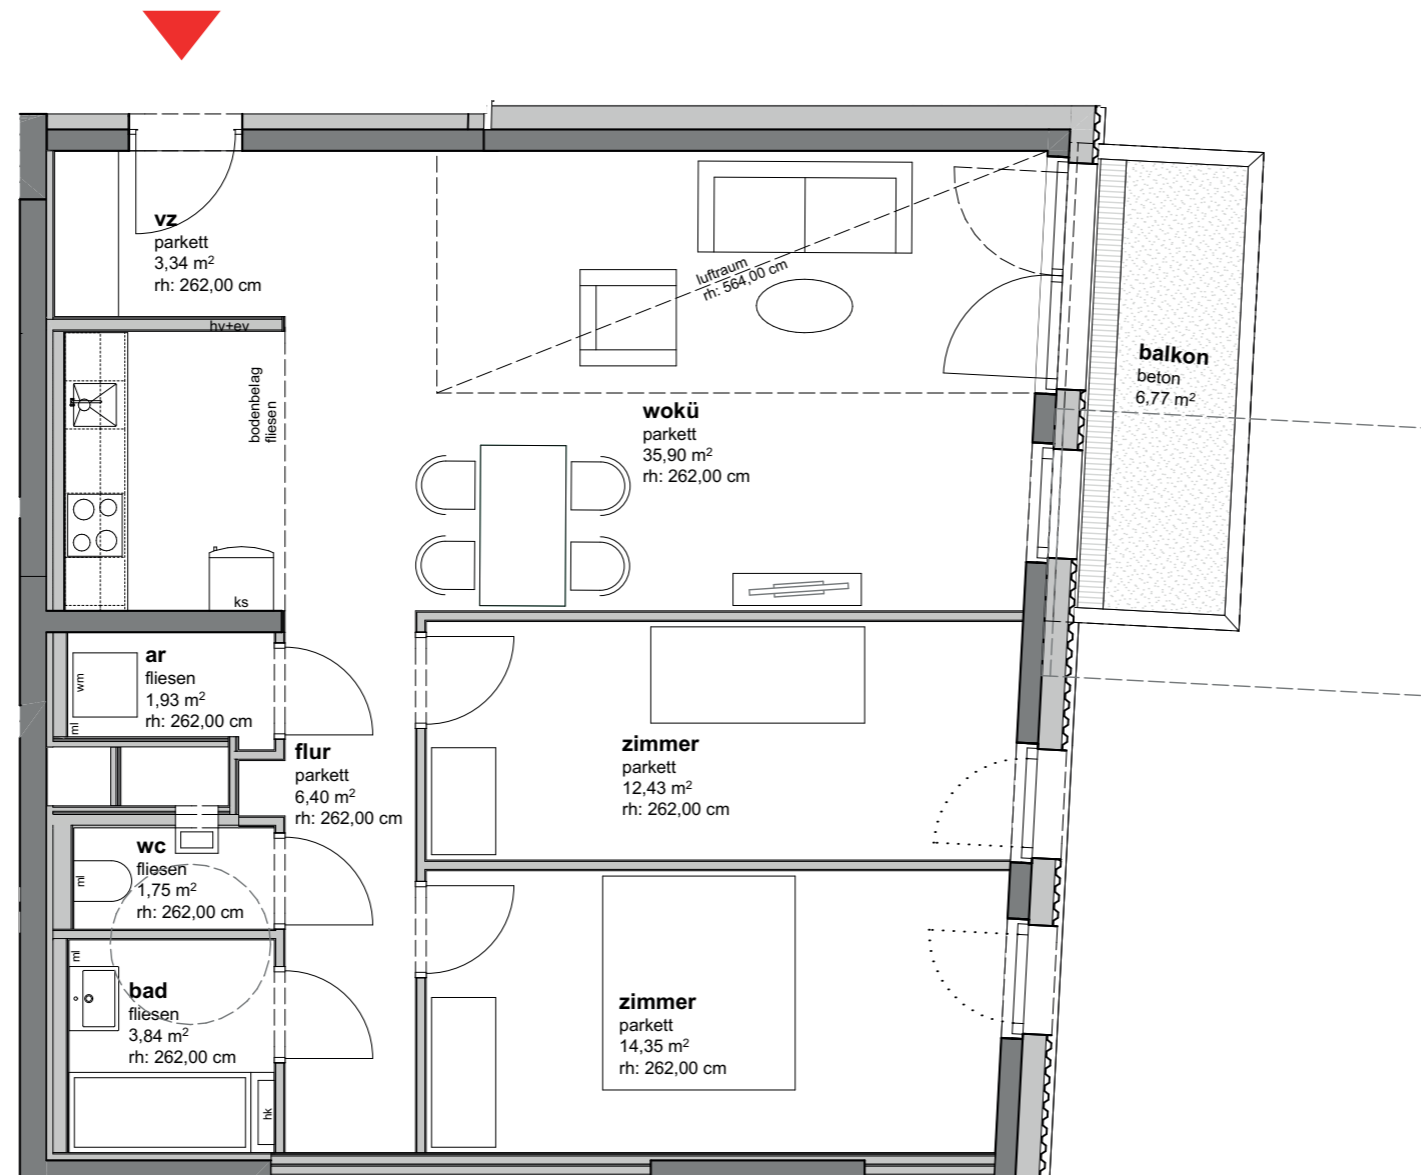 vz
parkett
3,34 m²
rh: 262,00 cm
hv+ev
bodenbelag
fliesen
ks
luftraum
rh: 564,00 cm
wokü
parkett
35,90 m²
rh: 262,00 cm
balkon
beton
6,77 m²
ar
fliesen
1,93 m²
rh: 262,00 cm
wm
ml
flur
parkett
6,40 m²
rh: 262,00 cm
zimmer
parkett
12,43 m²
rh: 262,00 cm
wc
fliesen
1,75 m²
rh: 262,00 cm
ml
ml
bad
fliesen
3,84 m²
rh: 262,00 cm
hk
zimmer
parkett
14,35 m²
rh: 262,00 cm